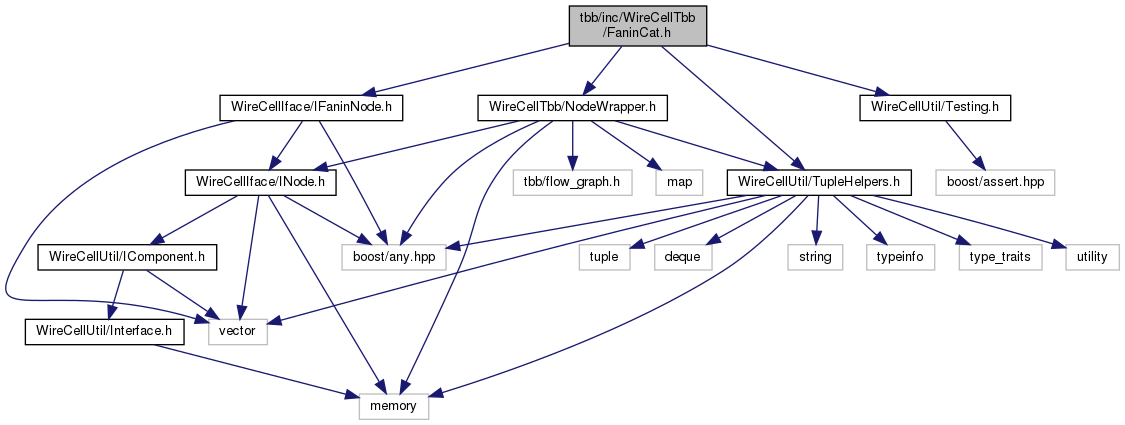 tbb/inc/WireCellTbb
/FaninCat.h
WireCellIface/IFaninNode.h
WireCellTbb/NodeWrapper.h
WireCellUtil/Testing.h
WireCellIface/INode.h
tbb/flow_graph.h
map
WireCellUtil/TupleHelpers.h
boost/assert.hpp
WireCellUtil/IComponent.h
boost/any.hpp
tuple
deque
string
typeinfo
type_traits
utility
WireCellUtil/Interface.h
vector
memory